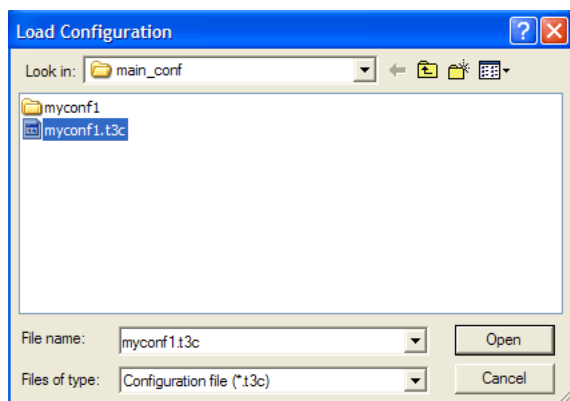 Load Configuration
Look in: main_conf
myconf1
myconf1.t3c
File name: myconf1.t3c Open
Files of type: Configuration file (*.t3c) Cancel